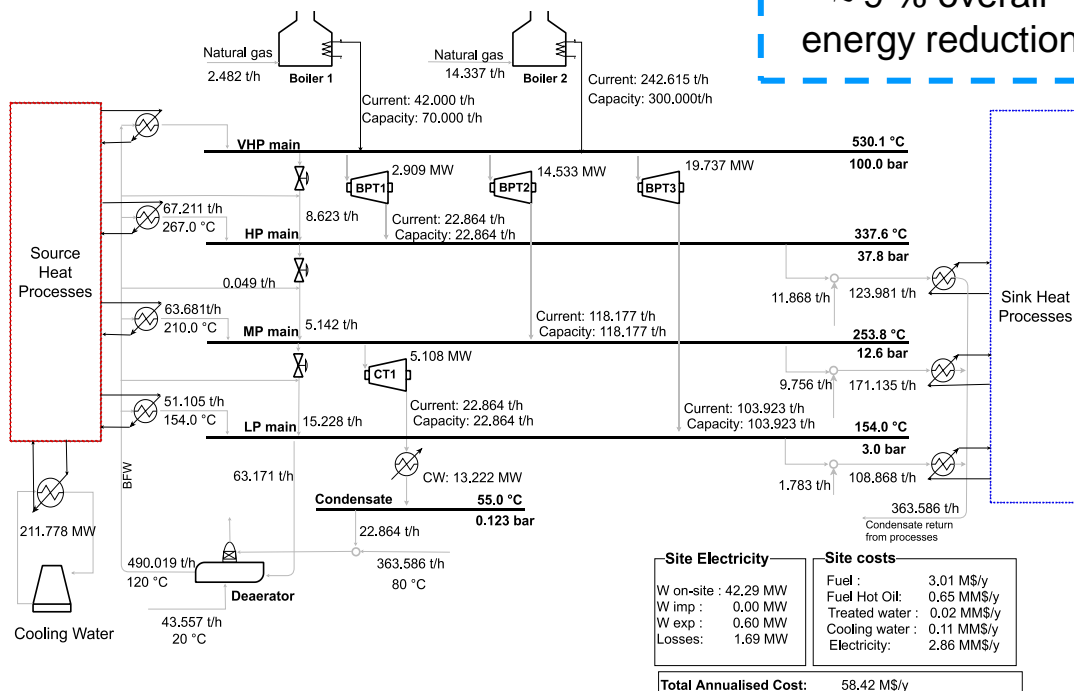 ≈9 % overall
energy reduction
Natural gas
2.482 t/h
Boiler 1
Natural gas
14.337 t/h
Boiler 2
Current: 42.000 t/h
Capacity: 70.000 t/h
Current: 242.615 t/h
Capacity: 300.000t/h
VHP main
530.1 °C
100.0 bar
2.909 MW
BPT1
14.533 MW
BPT2
19.737 MW
BPT3
67.211 t/h
267.0 °C
8.623 t/h
Current: 22.864 t/h
Capacity: 22.864 t/h
HP main
337.6 °C
37.8 bar
Source
Heat
Processes
0.049 t/h
11.868 t/h
123.981 t/h
Sink Heat
Processes
63.681t/h
210.0 °C
5.142 t/h
Current: 118.177 t/h
Capacity: 118.177 t/h
MP main
253.8 °C
12.6 bar
5.108 MW
CT1
9.756 t/h
171.135 t/h
51.105 t/h
154.0 °C
15.228 t/h
Current: 22.864 t/h
Capacity: 22.864 t/h
Current: 103.923 t/h
Capacity: 103.923 t/h
LP main
154.0 °C
3.0 bar
BFW
63.171 t/h
CW: 13.222 MW
1.783 t/h
108.868 t/h
Condensate
55.0 °C
0.123 bar
363.586 t/h
Condensate return
from processes
211.778 MW
22.864 t/h
490.019 t/h
120 °C
363.586 t/h
80 °C
Deaerator
43.557 t/h
20 °C
Cooling Water
Site Electricity
W on-site : 42.29 MW
W imp : 0.00 MW
W exp : 0.60 MW
Losses: 1.69 MW
Site costs
Fuel : 3.01 M$/y
Fuel Hot Oil: 0.65 MM$/y
Treated water : 0.02 MM$/y
Cooling water : 0.11 MM$/y
Electricity: 2.86 MM$/y
Total Annualised Cost: 58.42 M$/y